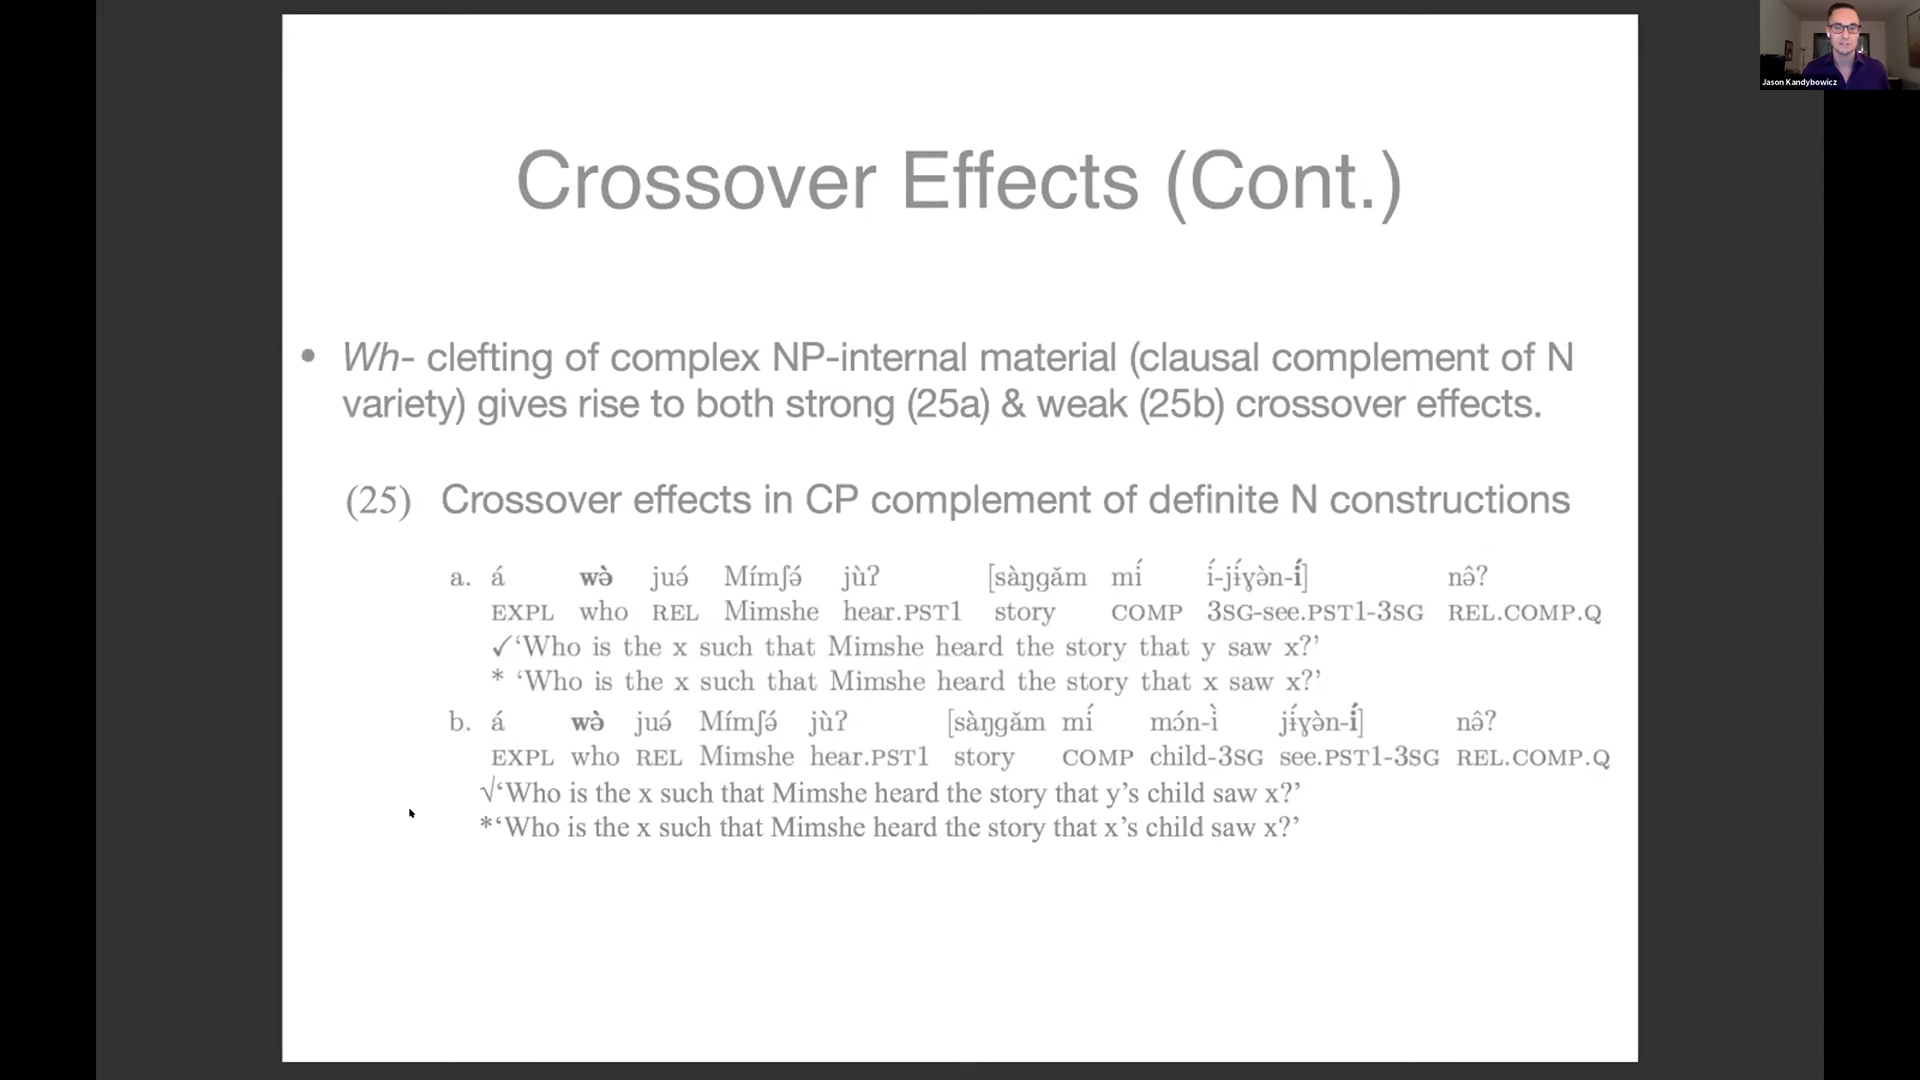 Jason Kandybowicz
Crossover Effects (Cont.)
• Wh- clefting of complex NP-internal material (clausal complement of N
variety) gives rise to both strong (25a) & weak (25b) crossover effects.
(25) Crossover effects in CP complement of definite N constructions
a. á wə̀ juə́ Mímʃə́ jùʔ [sàŋgǎm mɨ́ ɨ́-jɨ́ɣə̀n-ɨ́] nə̂?
EXPL who REL Mimshe hear.PST1 story COMP 3SG-see.PST1-3SG REL.COMP.Q
✓‘Who is the x such that Mimshe heard the story that y saw x?’
* ‘Who is the x such that Mimshe heard the story that x saw x?’
b. á wə̀ juə́ Mímʃə́ jùʔ [sàŋgǎm mɨ́ mɔ́n-ɨ̀ jɨ́ɣə̀n-ɨ́] nə̂?
EXPL who REL Mimshe hear.PST1 story COMP child-3SG see.PST1-3SG REL.COMP.Q
√‘Who is the x such that Mimshe heard the story that y’s child saw x?’
*‘Who is the x such that Mimshe heard the story that x’s child saw x?’